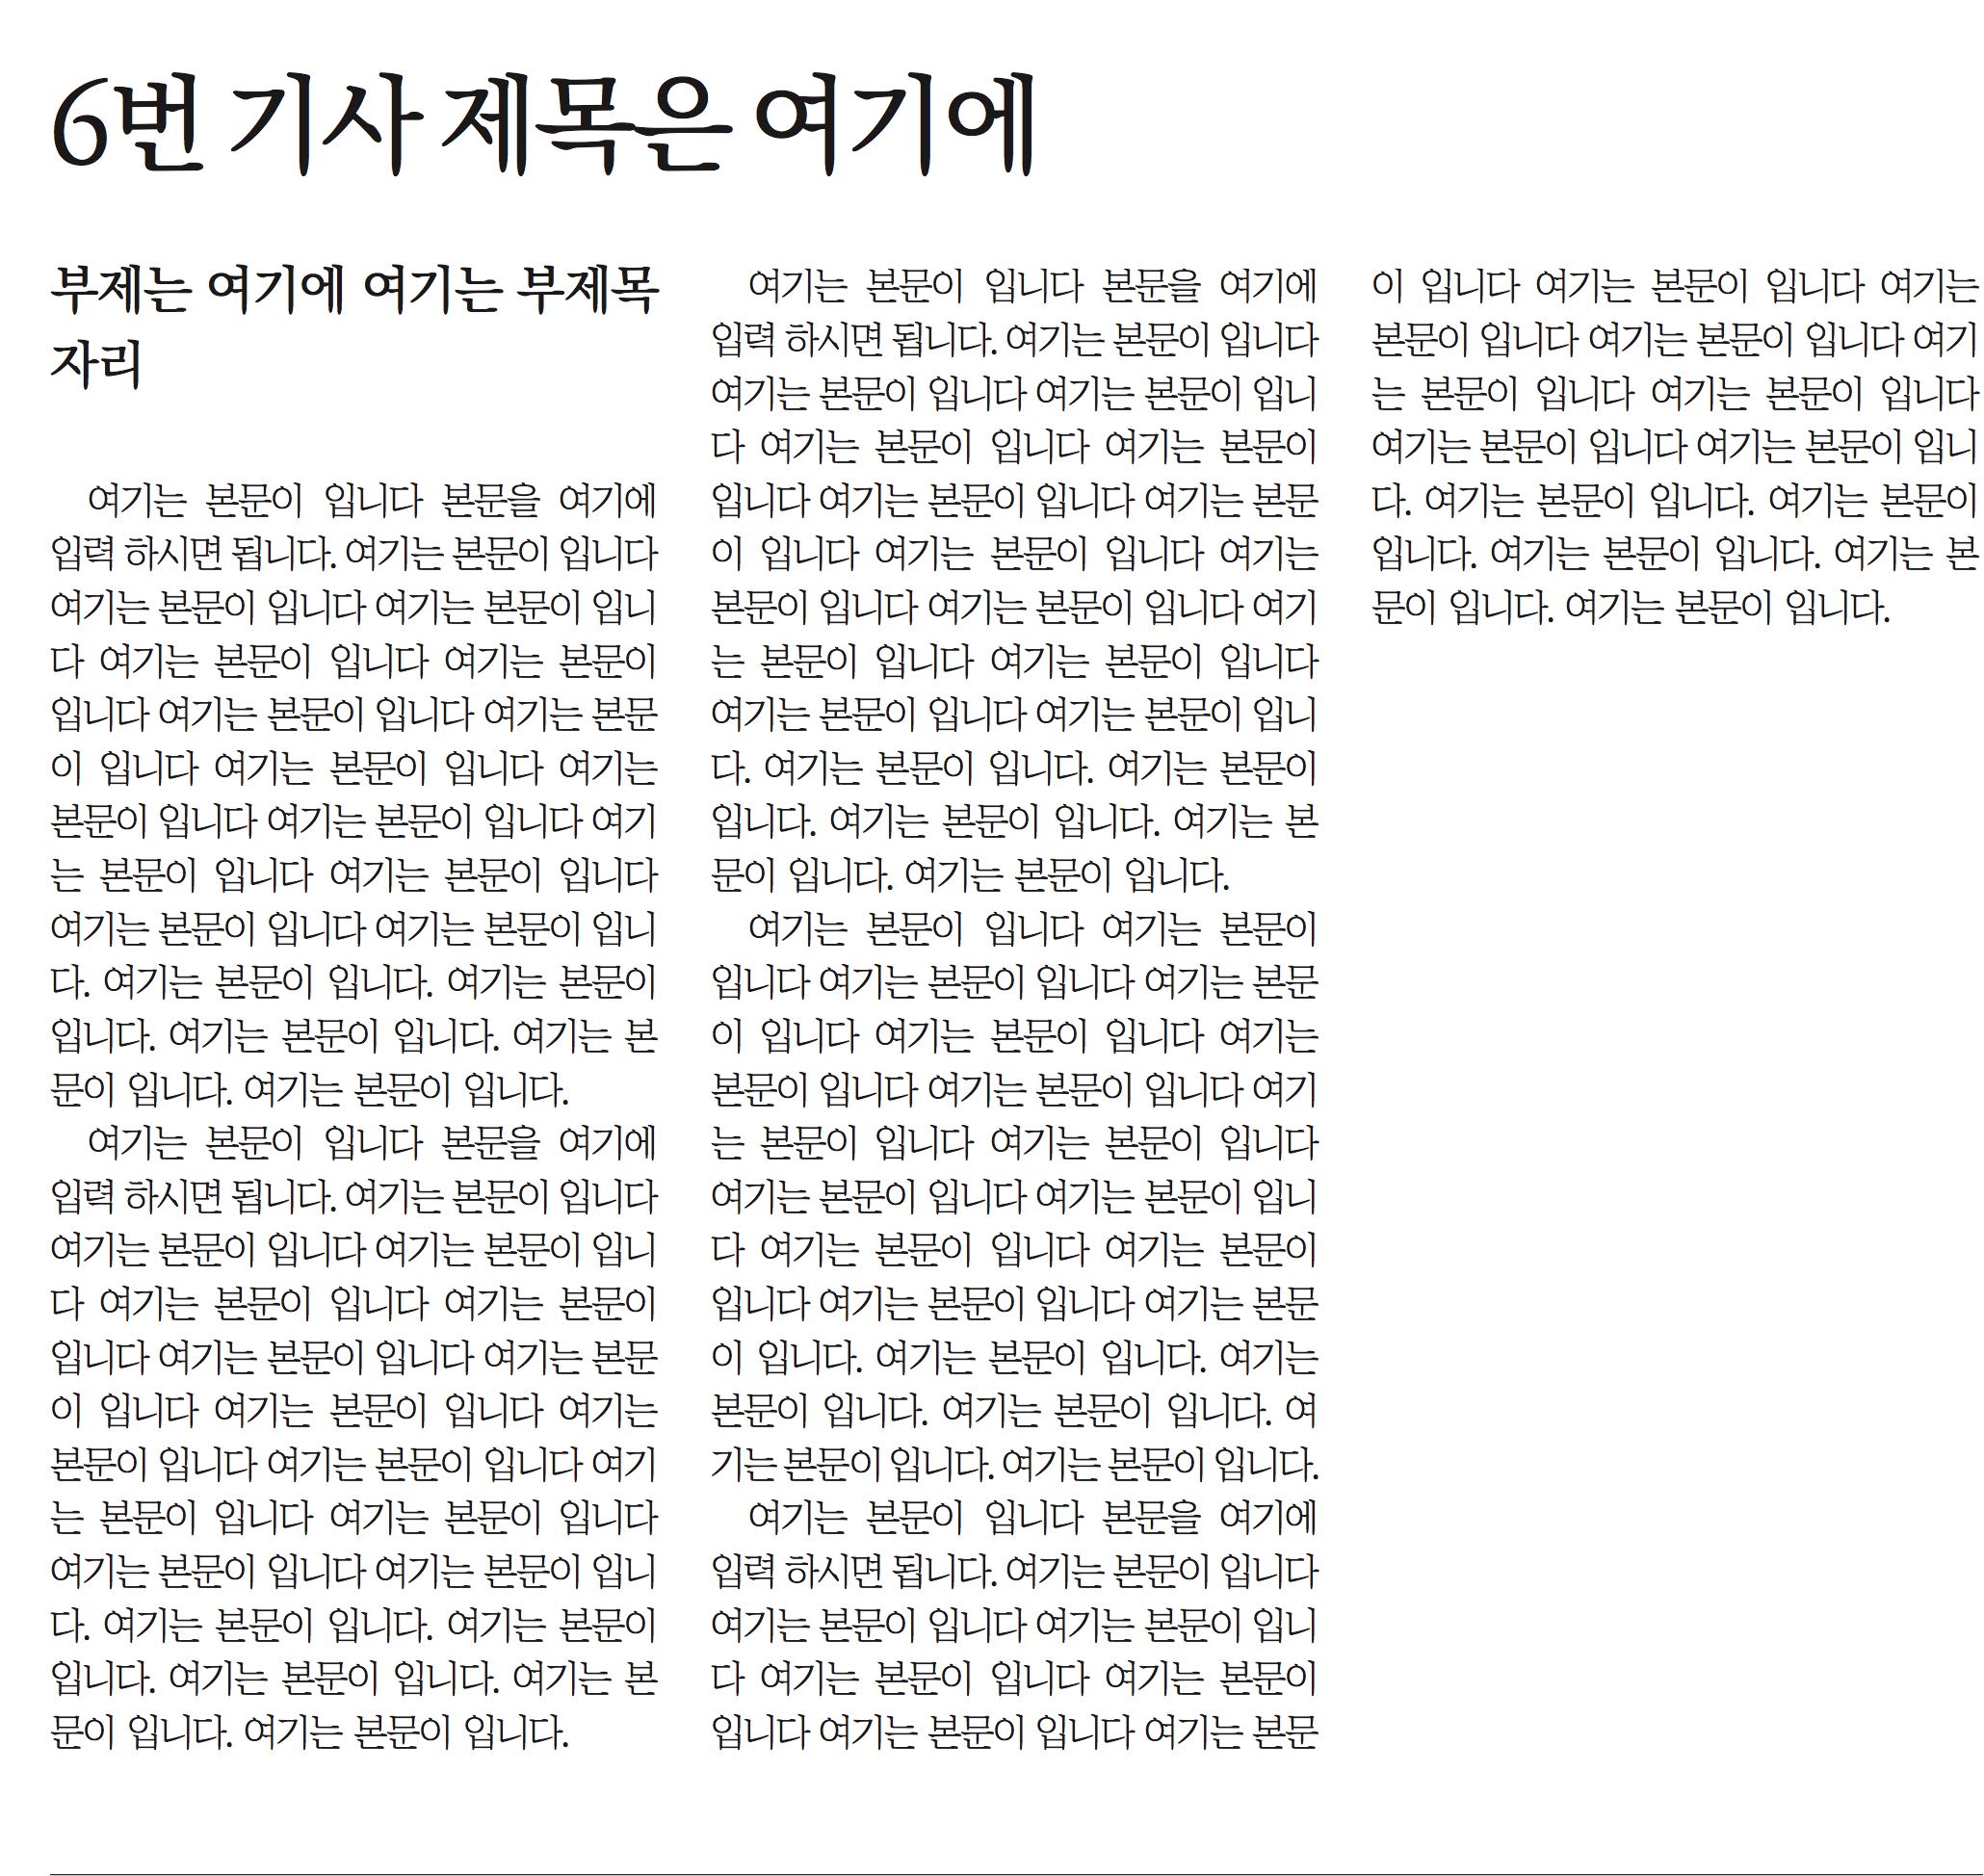 6번 기사 제목은 여기에
부제는 여기에 여기는 부제목
자리
여기는 본문이 입니다 본문을 여기에
입력 하시면 됩니다. 여기는 본문이 입니다
여기는 본문이 입니다 여기는 본문이 입니
다 여기는 본문이 입니다 여기는 본문이
입니다 여기는 본문이 입니다 여기는 본문
이 입니다 여기는 본문이 입니다 여기는
본문이 입니다 여기는 본문이 입니다 여기
는 본문이 입니다 여기는 본문이 입니다
여기는 본문이 입니다 여기는 본문이 입니
다. 여기는 본문이 입니다. 여기는 본문이
입니다. 여기는 본문이 입니다. 여기는 본
문이 입니다. 여기는 본문이 입니다.
여기는 본문이 입니다 본문을 여기에
입력 하시면 됩니다. 여기는 본문이 입니다
여기는 본문이 입니다 여기는 본문이 입니
다 여기는 본문이 입니다 여기는 본문이
입니다 여기는 본문이 입니다 여기는 본문
이 입니다 여기는 본문이 입니다 여기는
본문이 입니다 여기는 본문이 입니다 여기
는 본문이 입니다 여기는 본문이 입니다
여기는 본문이 입니다 여기는 본문이 입니
다. 여기는 본문이 입니다. 여기는 본문이
입니다. 여기는 본문이 입니다. 여기는 본
문이 입니다. 여기는 본문이 입니다.
여기는 본문이 입니다 본문을 여기에
입력 하시면 됩니다. 여기는 본문이 입니다
여기는 본문이 입니다 여기는 본문이 입니
다 여기는 본문이 입니다 여기는 본문이
입니다 여기는 본문이 입니다 여기는 본문
이 입니다 여기는 본문이 입니다 여기는
본문이 입니다 여기는 본문이 입니다 여기
는 본문이 입니다 여기는 본문이 입니다
여기는 본문이 입니다 여기는 본문이 입니
다. 여기는 본문이 입니다. 여기는 본문이
입니다. 여기는 본문이 입니다. 여기는 본
문이 입니다. 여기는 본문이 입니다.
여기는 본문이 입니다 여기는 본문이
입니다 여기는 본문이 입니다 여기는 본문
이 입니다 여기는 본문이 입니다 여기는
본문이 입니다 여기는 본문이 입니다 여기
는 본문이 입니다 여기는 본문이 입니다
여기는 본문이 입니다 여기는 본문이 입니
다 여기는 본문이 입니다 여기는 본문이
입니다 여기는 본문이 입니다 여기는 본문
이 입니다. 여기는 본문이 입니다. 여기는
본문이 입니다. 여기는 본문이 입니다. 여
기는 본문이 입니다. 여기는 본문이 입니다.
여기는 본문이 입니다 본문을 여기에
입력 하시면 됩니다. 여기는 본문이 입니다
여기는 본문이 입니다 여기는 본문이 입니
다 여기는 본문이 입니다 여기는 본문이
입니다 여기는 본문이 입니다 여기는 본문
이 입니다 여기는 본문이 입니다 여기는
본문이 입니다 여기는 본문이 입니다 여기
는 본문이 입니다 여기는 본문이 입니다
여기는 본문이 입니다 여기는 본문이 입니
다. 여기는 본문이 입니다. 여기는 본문이
입니다. 여기는 본문이 입니다. 여기는 본
문이 입니다. 여기는 본문이 입니다.